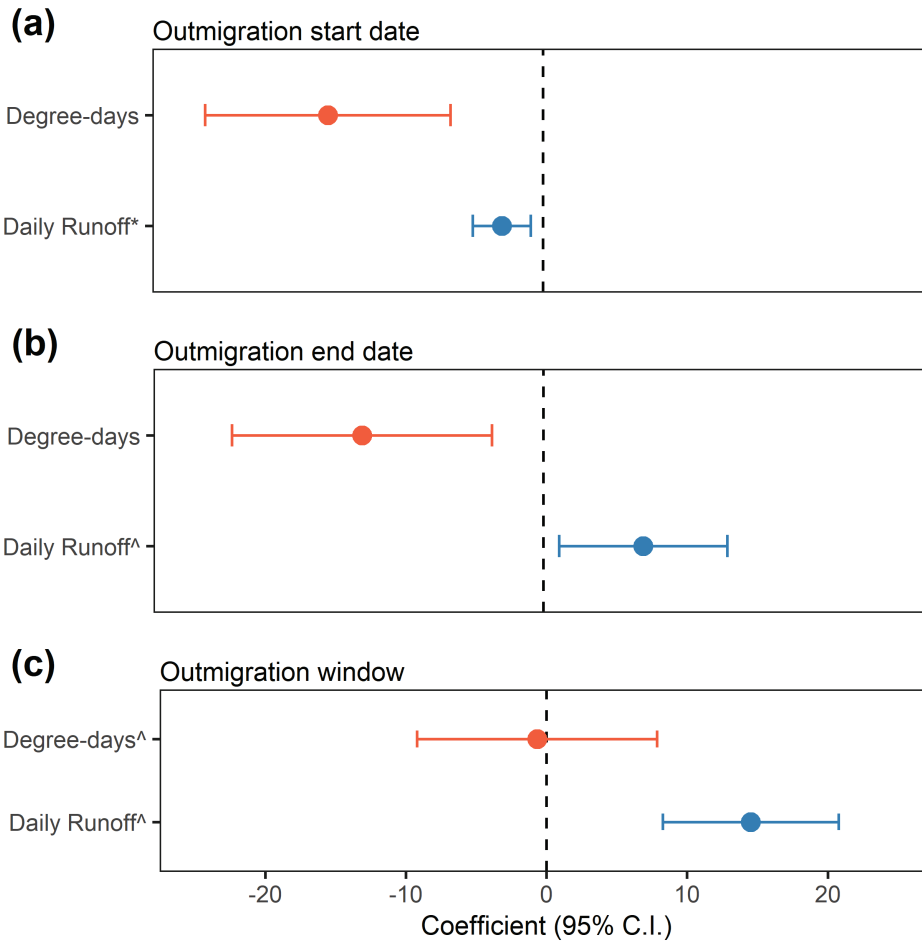 (a)
Outmigration start date
Degree-days
Daily Runoff*
(b)
Outmigration end date
Degree-days
Daily Runoff^
(c)
Outmigration window
Degree-days^
Daily Runoff^
-20 -10 0 10 20
Coefficient (95% C.I.)